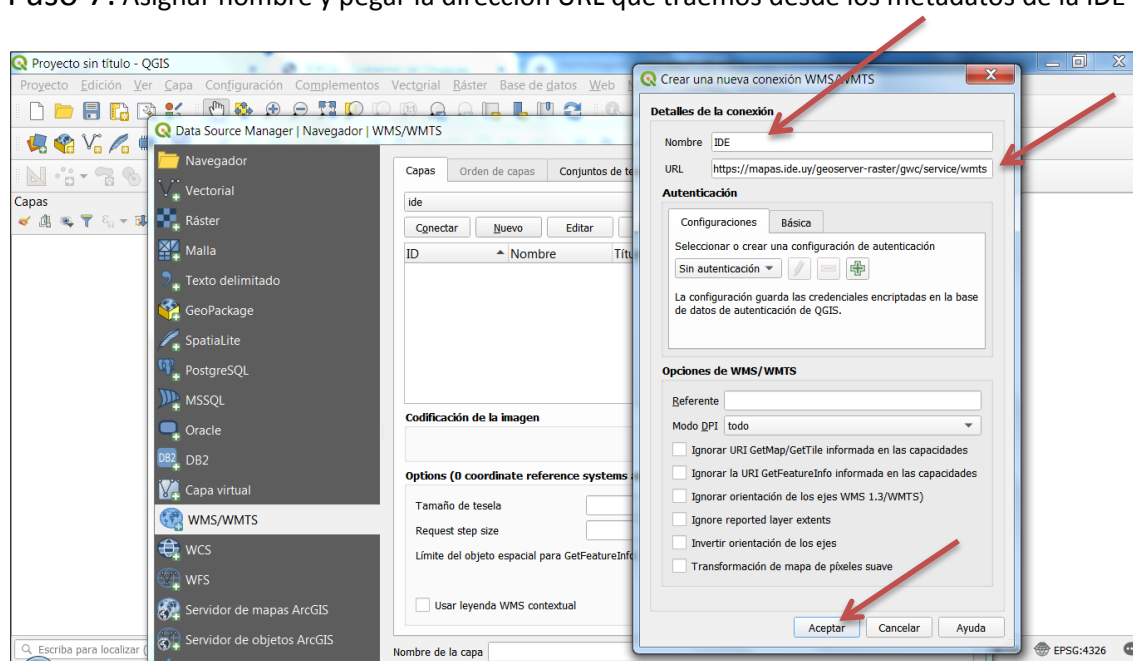 Paso 7: Asignar nombre y pegar la dirección URL que traemos desde los metadatos de la IDE
Proyecto sin título - QGIS
Proyecto Edición Ver Capa Configuración Complementos Vectorial Ráster Base de datos Web
Data Source Manager | Navegador | WMS/WMTS
Capas
Navegador
Vectorial
Ráster
Malla
Texto delimitado
GeoPackage
SpatiaLite
PostgreSQL
MSSQL
Oracle
DB2
Capa virtual
WMS/WMTS
WCS
WFS
Servidor de mapas ArcGIS
Servidor de objetos ArcGIS
Capas Orden de capas Conjuntos de te
ide
Conectar Nuevo Editar
ID Nombre Títu
Codificación de la imagen
Options (0 coordinate reference systems a
Tamaño de tesela
Request step size
Límite del objeto espacial para GetFeatureInfo
Usar leyenda WMS contextual
Nombre de la capa
Crear una nueva conexión WMS/WMTS
Detalles de la conexión
Nombre IDE
URL https://mapas.ide.uy/geoserver-raster/gwc/service/wmts
Autenticación
Configuraciones Básica
Seleccionar o crear una configuración de autenticación
Sin autenticación
La configuración guarda las credenciales encriptadas en la base
de datos de autenticación de QGIS.
Opciones de WMS/WMTS
Referente
Modo DPI todo
Ignorar URI GetMap/GetTile informada en las capacidades
Ignorar la URI GetFeatureInfo informada en las capacidades
Ignorar orientación de los ejes WMS 1.3/WMTS)
Ignore reported layer extents
Invertir orientación de los ejes
Transformación de mapa de píxeles suave
Aceptar Cancelar Ayuda
Escriba para localizar (
EPSG:4326